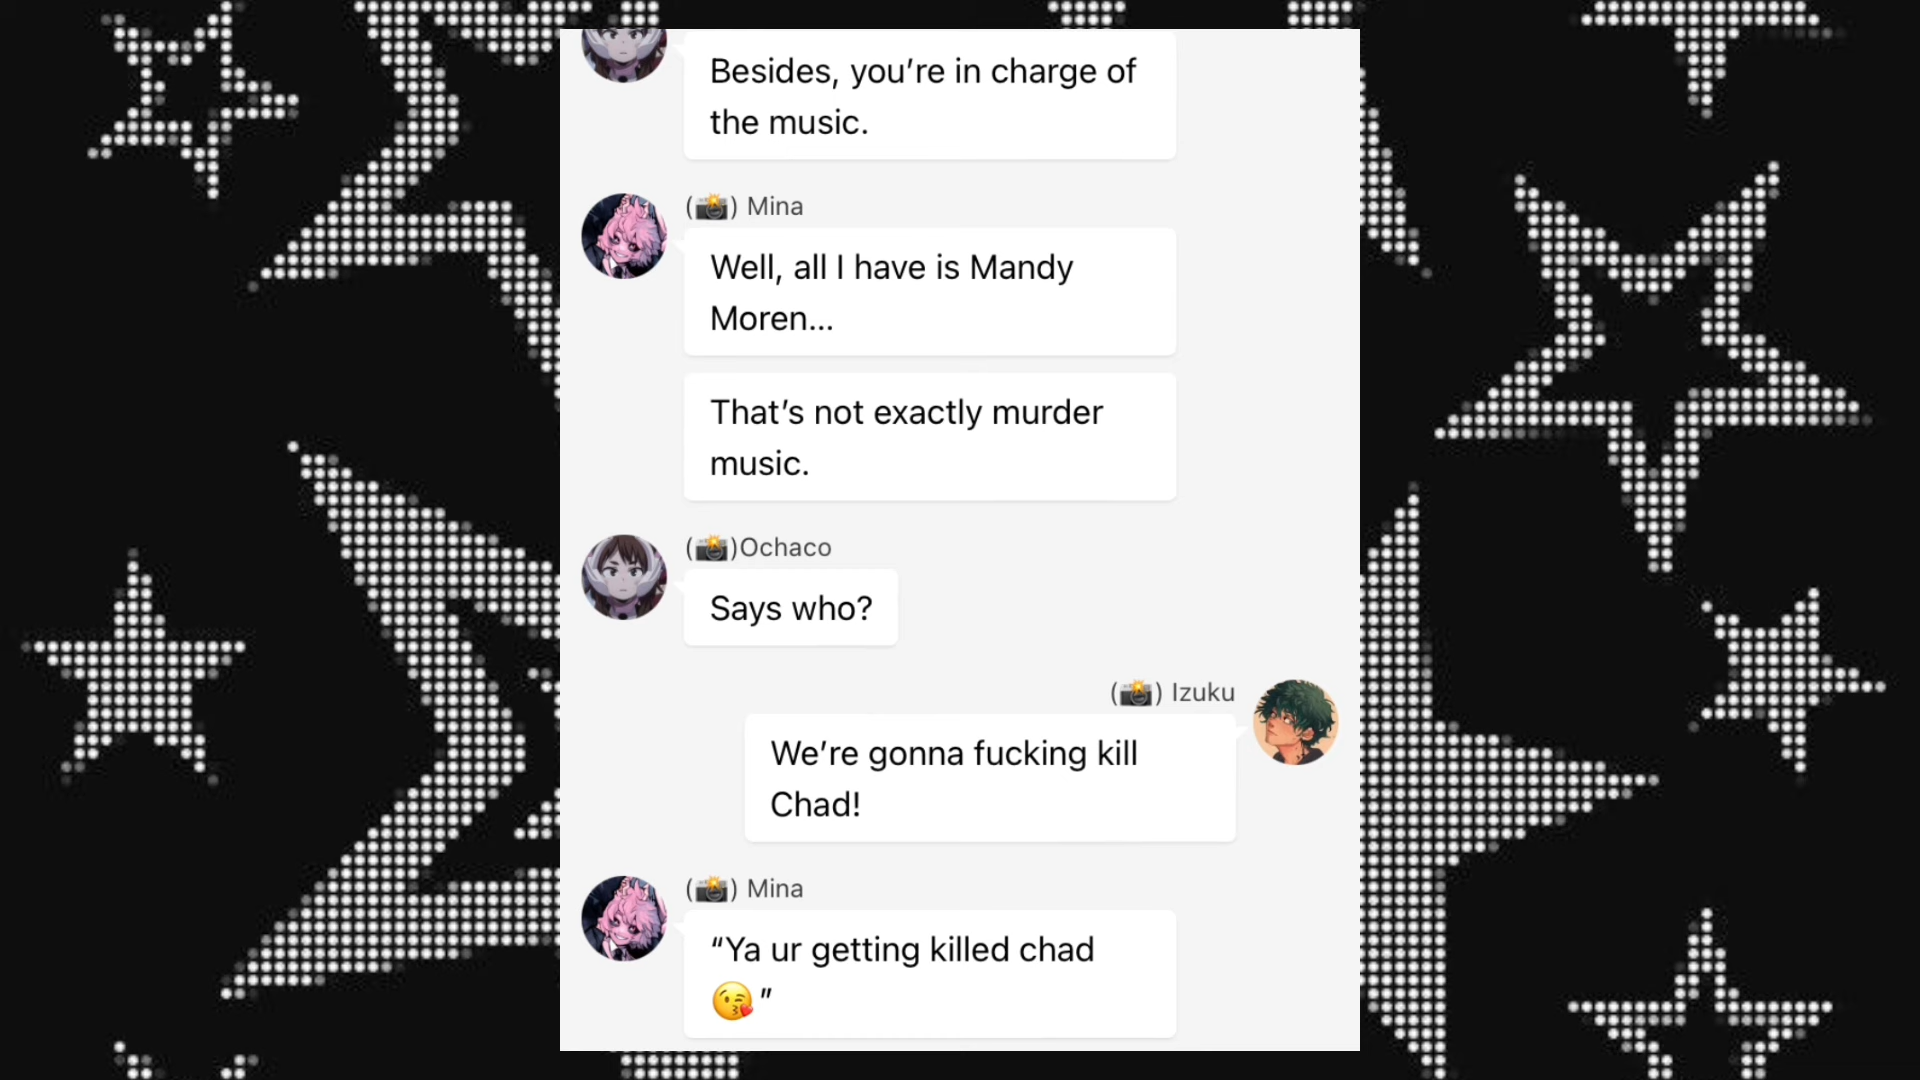 Besides, you’re in charge of
the music.
(📸) Mina
Well, all I have is Mandy
Moren...
That’s not exactly murder
music.
(📸)Ochaco
Says who?
(📸) Izuku
We’re gonna fucking kill
Chad!
(📸) Mina
“Ya ur getting killed chad
😘”